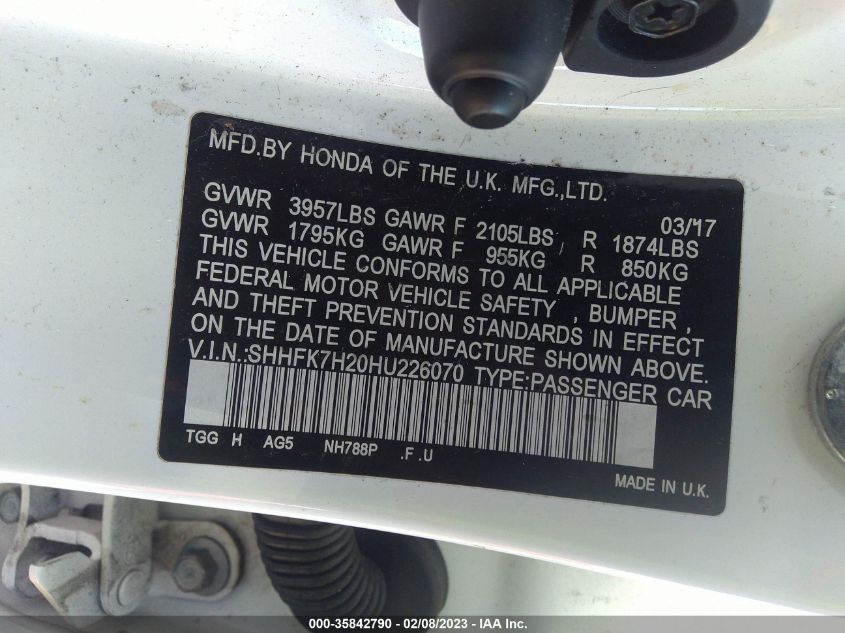 MFD.BY HONDA OF THE U.K. MFG.,LTD.
03/'17
GVWR 3957LBS GAWR F 2105LBS , R 1874LBS
GVWR 1795KG GAWR F 955KG R 850KG
THIS VEHICLE CONFORMS TO ALL APPLICABLE
FEDERAL MOTOR VEHICLE SAFETY , BUMPER ,
AND THEFT PREVENTION STANDARDS IN EFFECT
ON THE DATE OF MANUFACTURE SHOWN ABOVE.
V.I.N.:SHHFK7H20HU226070 TYPE:PASSENGER CAR
TGG H AG5 NH788P .F .U
MADE IN U.K.
000-35842790 — 02/08/2023 — IAA Inc.